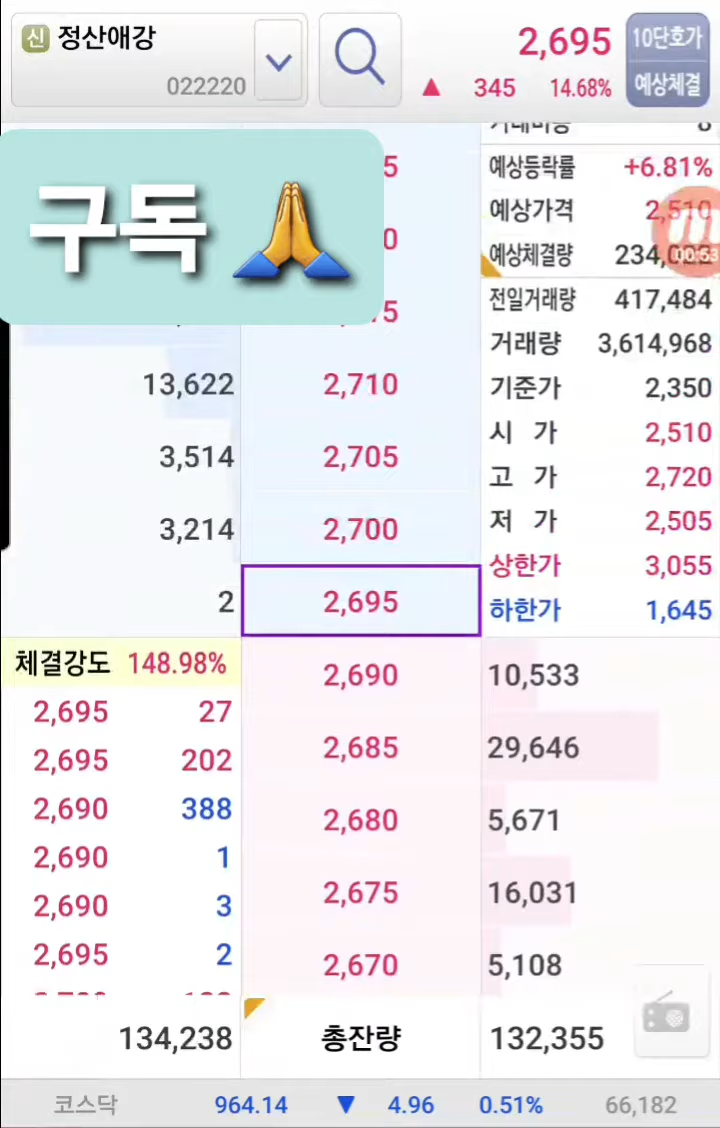 신 정산애강
022220
2,695
▲ 345 14.68%
10단호가
예상체결
구독 🙏
5
0
5
예상등락률 +6.81%
예상가격 2,510
00:53
예상체결량
전일거래량 417,484
거래량 3,614,968
기준가 2,350
시 가 2,510
고 가 2,720
저 가 2,505
상한가 3,055
하한가 1,645
13,622 2,710
3,514 2,705
3,214 2,700
2 2,695
체결강도 148.98%
2,695 27
2,695 202
2,690 388
2,690 1
2,690 3
2,695 2
2,690 10,533
2,685 29,646
2,680 5,671
2,675 16,031
2,670 5,108
134,238 총잔량 132,355
코스닥 964.14 ▼ 4.96 0.51% 66,182